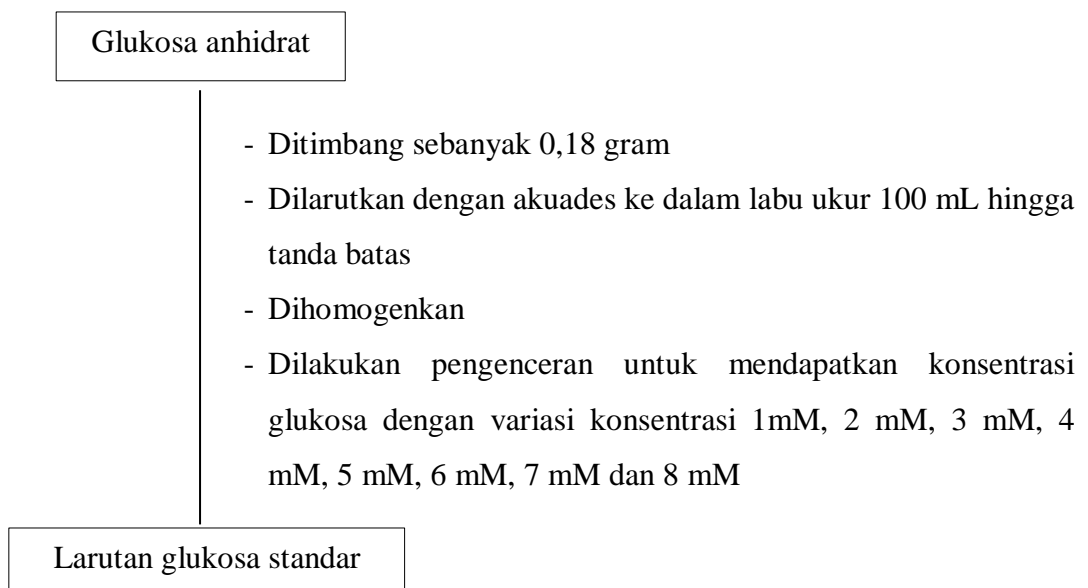 Glukosa anhidrat
- Ditimbang sebanyak 0,18 gram
- Dilarutkan dengan akuades ke dalam labu ukur 100 mL hingga
tanda batas
- Dihomogenkan
- Dilakukan pengenceran untuk mendapatkan konsentrasi
glukosa dengan variasi konsentrasi 1mM, 2 mM, 3 mM, 4
mM, 5 mM, 6 mM, 7 mM dan 8 mM
Larutan glukosa standar